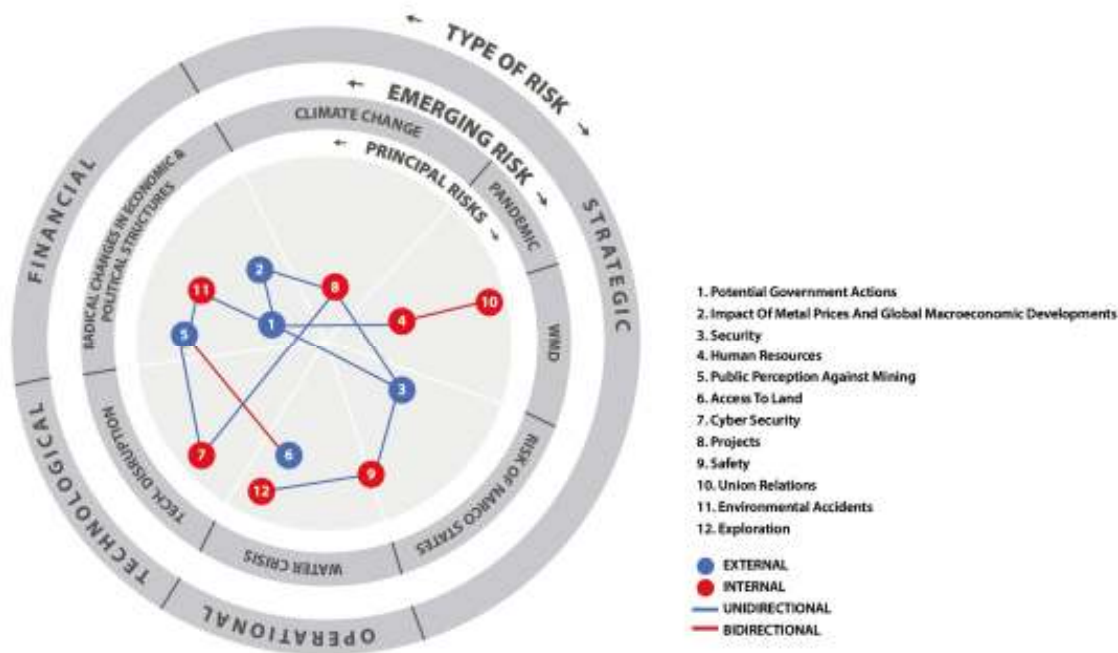 ← TYPE OF RISK →
← EMERGING RISK →
← PRINCIPAL RISKS →
FINANCIAL
STRATEGIC
OPERATIONAL
TECHNOLOGICAL
CLIMATE CHANGE
PANDEMIC
WMD
RISK OF NARCO STATES
WATER CRISIS
TECH. DISRUPTION
RADICAL CHANGES IN ECONOMIC &
POLITICAL STRUCTURES
2
8
11
10
1
4
5
3
7
6
9
12
1. Potential Government Actions
2. Impact Of Metal Prices And Global Macroeconomic Developments
3. Security
4. Human Resources
5. Public Perception Against Mining
6. Access To Land
7. Cyber Security
8. Projects
9. Safety
10. Union Relations
11. Environmental Accidents
12. Exploration
EXTERNAL
INTERNAL
UNIDIRECTIONAL
BIDIRECTIONAL